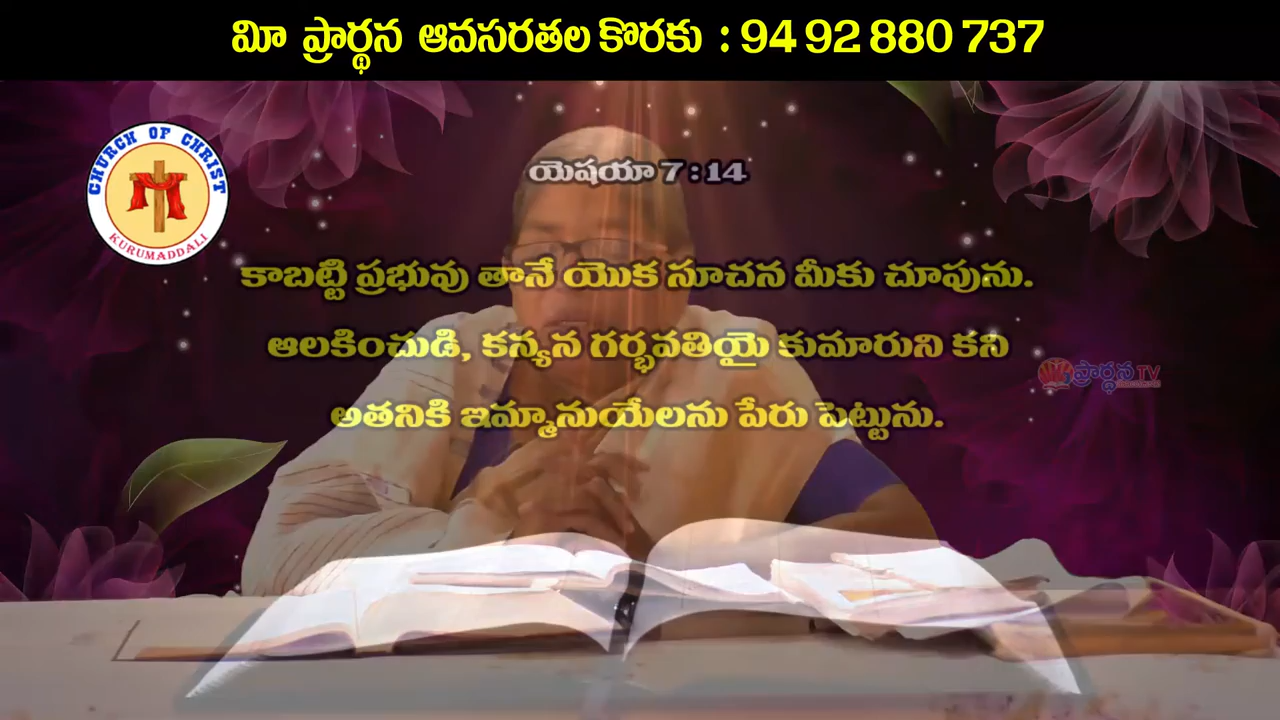 మీ ప్రార్థన ఆవసరతల కొరకు : 94 92 880 737
CHURCH OF CHRIST
KURUMADDALI
యెషయా 7 : 14
కాబట్టి ప్రభువు తానే యొక సూచన మీకు చూపును.
ఆలకించుడి, కన్యన గర్భవతియై కుమారుని కని
అతనికి ఇమ్మానుయేలను పేరు పెట్టును.
ప్రార్థన TV